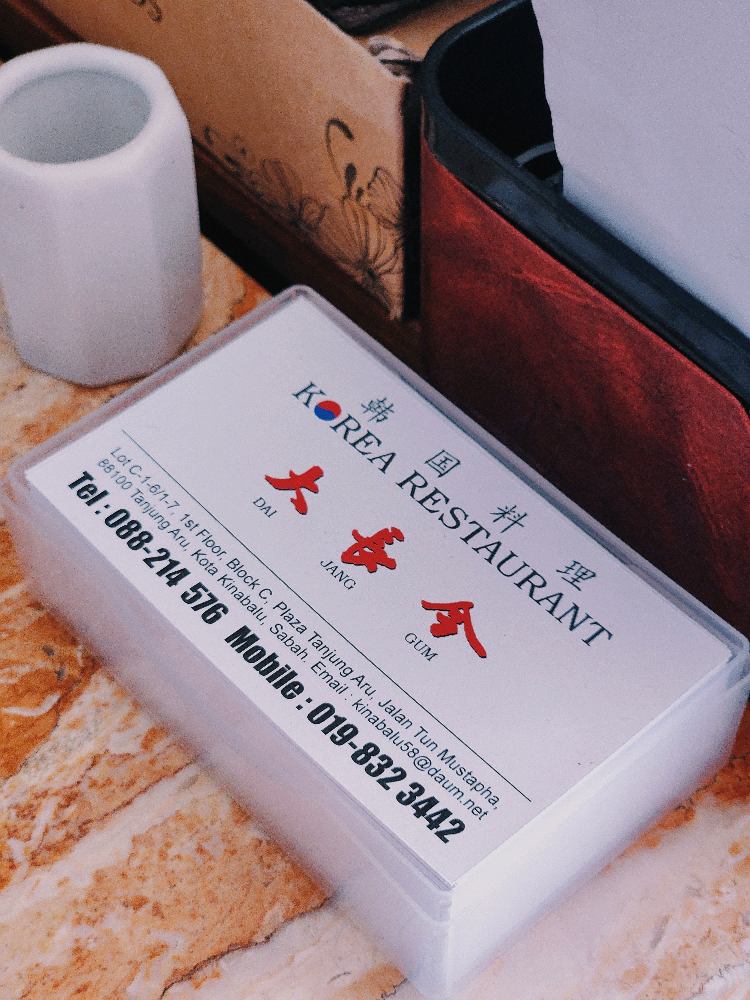 韩国料理
KOREA RESTAURANT
大長今
DAI JANG GUM
Lot C-1-6/1-7, 1st Floor, Block C, Plaza Tanjung Aru, Jalan Tun Mustapha,
88100 Tanjung Aru, Kota Kinabalu, Sabah. Email : kinabalu58@daum.net
Tel : 088-214 576 Mobile : 019-832 3442